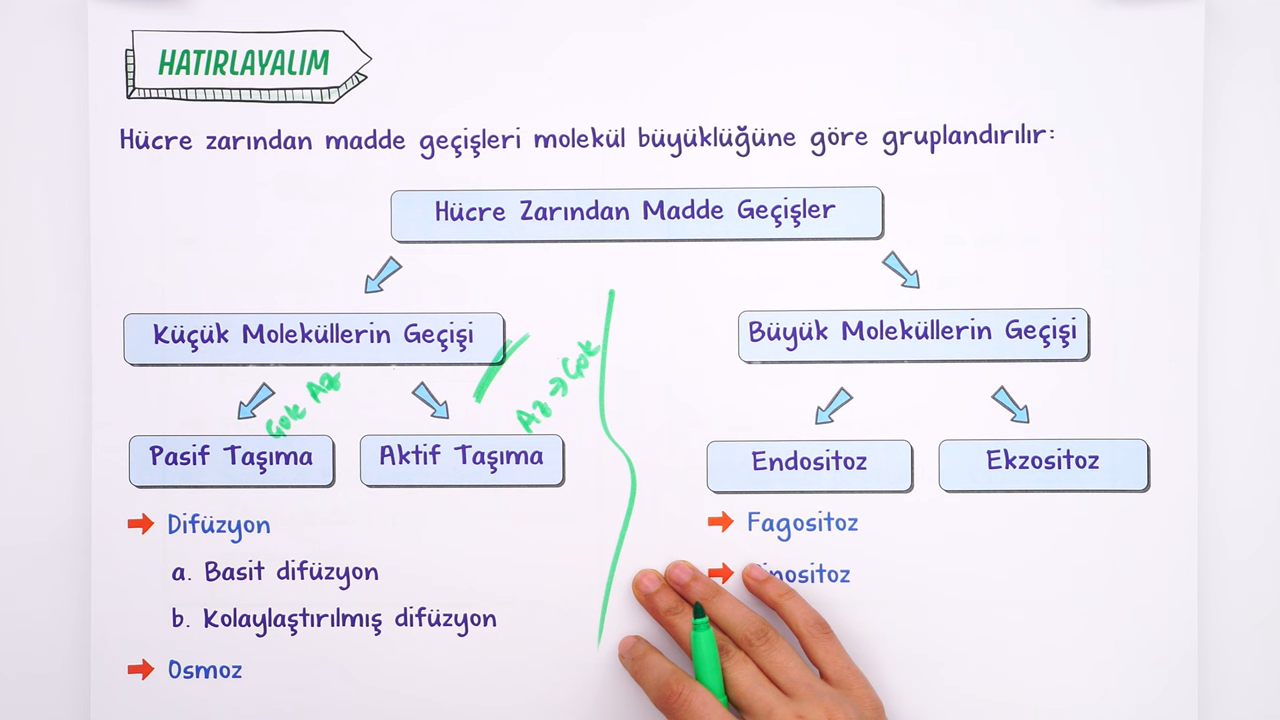 HATIRLAYALIM
Hücre zarından madde geçişleri molekül büyüklüğüne göre gruplandırılır:
Hücre Zarından Madde Geçişler
Küçük Moleküllerin Geçişi
Büyük Moleküllerin Geçişi
Çok Az
Az → Çok
Pasif Taşıma
Aktif Taşıma
Endositoz
Ekzositoz
Difüzyon
a. Basit difüzyon
b. Kolaylaştırılmış difüzyon
Osmoz
Fagositoz